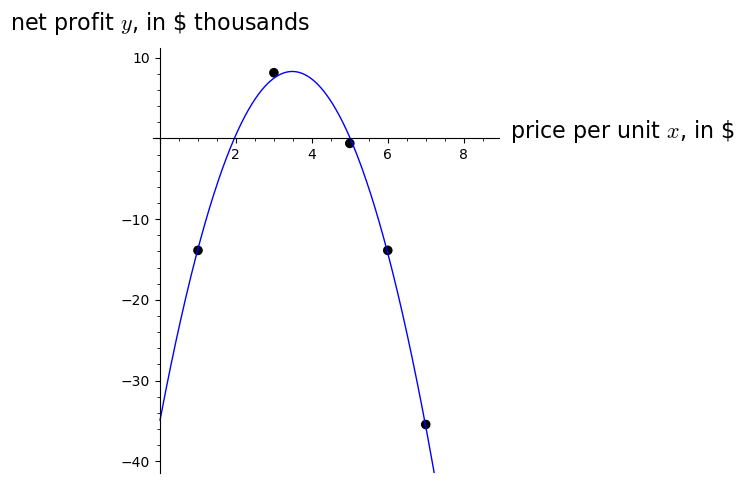 net profit y, in $ thousands
10
price per unit x, in $
2 4 6 8
−10
−20
−30
−40